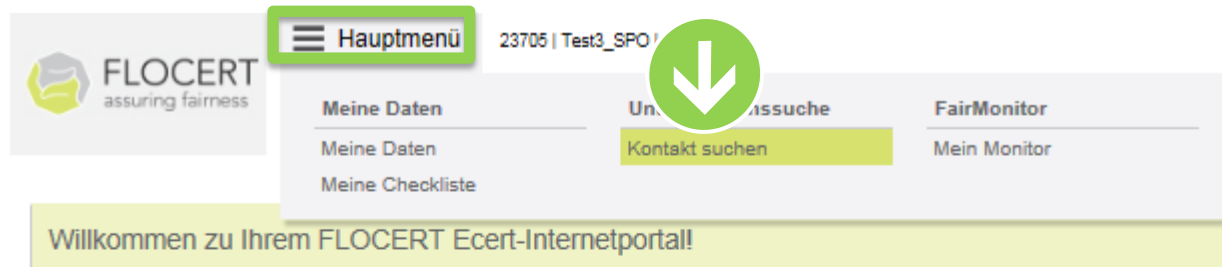 Hauptmenü 23705 | Test3_SPO
FLOCERT
assuring fairness
Meine Daten
Meine Daten
Meine Checkliste
Kontakt suchen
FairMonitor
Mein Monitor
Willkommen zu Ihrem FLOCERT Ecert-Internetportal!